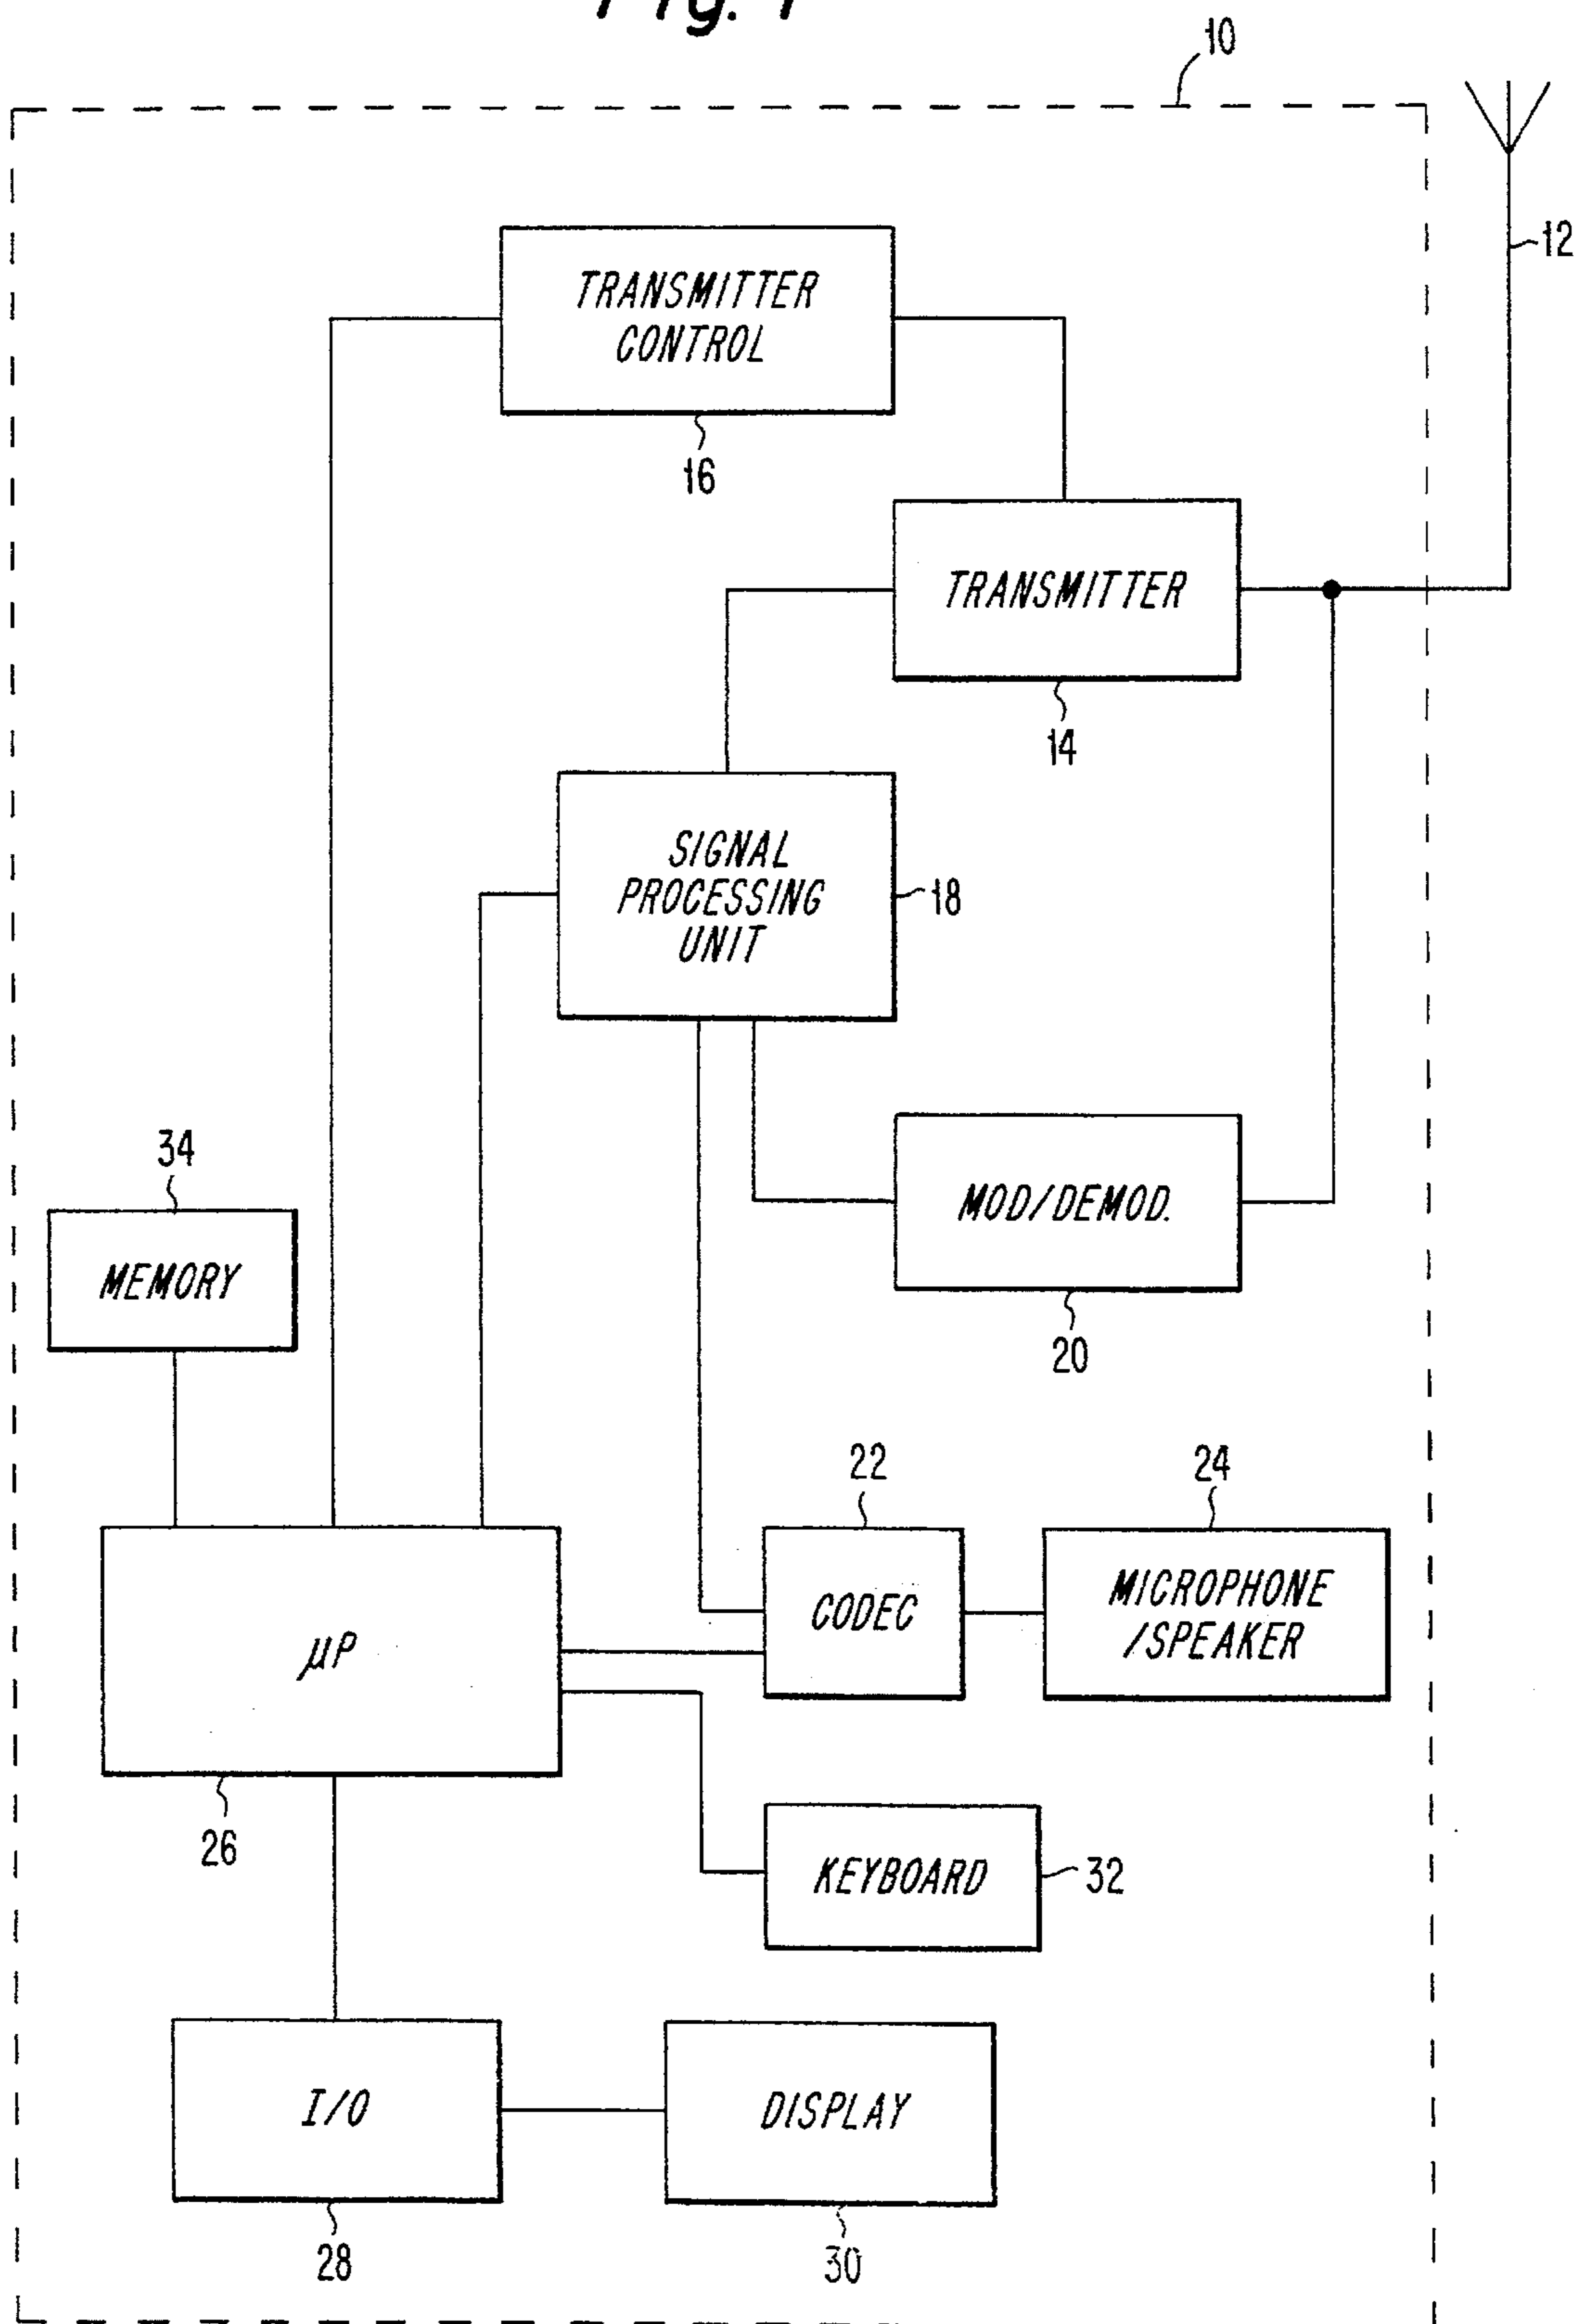 Fig. 1
10
12
TRANSMITTER
CONTROL
16
TRANSMITTER
14
SIGNAL
PROCESSING
UNIT
18
34
MEMORY
MOD/DEMOD.
20
22
24
CODEC
MICROPHONE
/SPEAKER
μP
26
KEYBOARD
32
I/O
28
DISPLAY
30